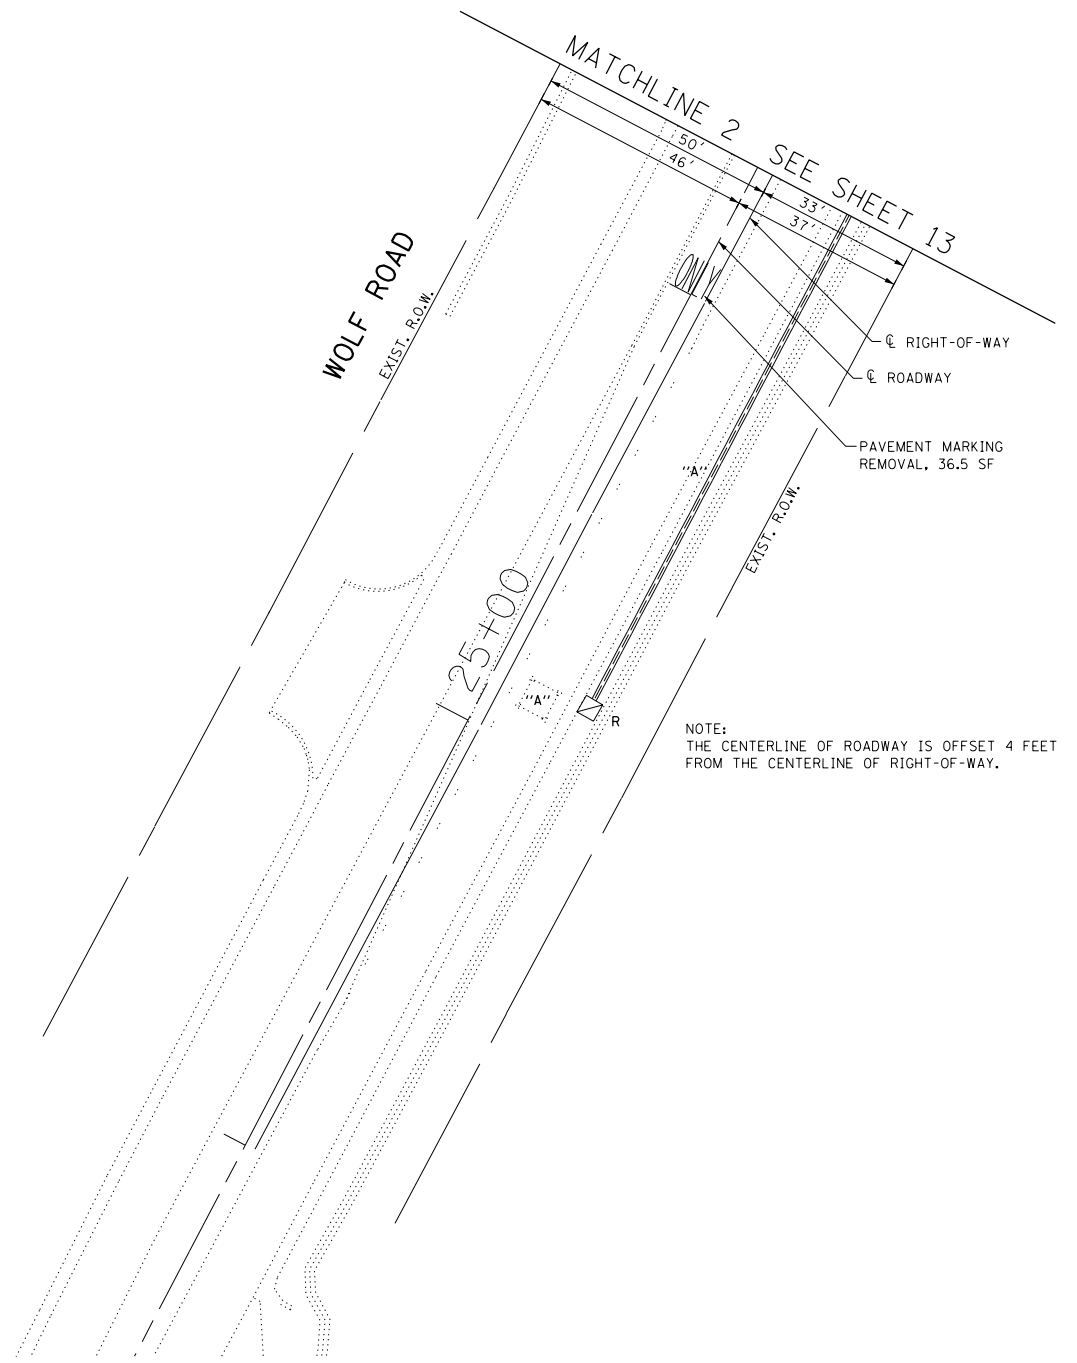 MATCHLINE 2 SEE SHEET 13
50'
46'
33'
37'
ONLY
WOLF ROAD
EXIST. R.O.W.
℄ RIGHT-OF-WAY
℄ ROADWAY
PAVEMENT MARKING
REMOVAL, 36.5 SF
"A"
EXIST. R.O.W.
25+00
"A"
R
NOTE:
THE CENTERLINE OF ROADWAY IS OFFSET 4 FEET
FROM THE CENTERLINE OF RIGHT-OF-WAY.